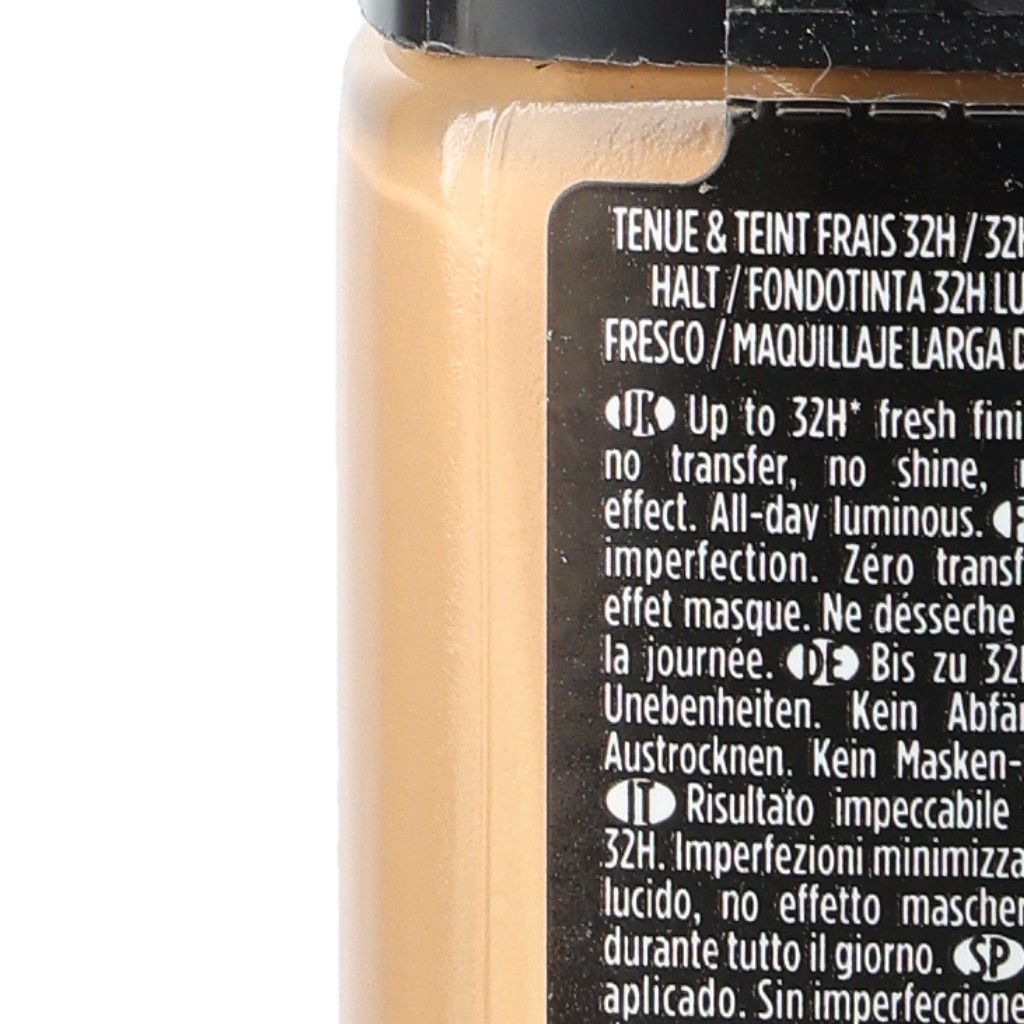 TENUE & TEINT FRAIS 32H / 32H
HALT / FONDOTINTA 32H LU
FRESCO / MAQUILLAJE LARGA D
UK Up to 32H* fresh fini
no transfer, no shine,
effect. All-day luminous.
imperfection. Zéro transf
effet masque. Ne désseche
la journée. DE Bis zu 32H
Unebenheiten. Kein Abfär
Austrocknen. Kein Masken-
IT Risultato impeccabile
32H. Imperfezioni minimizza
lucido, no effetto mascher
durante tutto il giorno. SP
aplicado. Sin imperfeccione